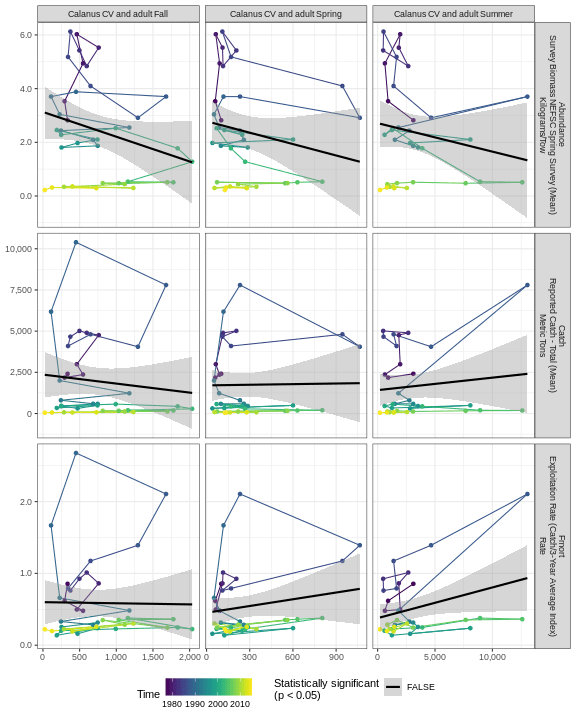 Calanus CV and adult Fall
Calanus CV and adult Spring
Calanus CV and adult Summer
6.0
4.0
2.0
0.0
Abundance
Survey Biomass NEFSC Spring Survey (Mean)
Kilograms/tow
10,000
7,500
5,000
2,500
0
Catch
Reported Catch - Total (Mean)
Metric Tons
2.0
1.0
0.0
Fmort
Exploitation Rate (Catch/3-Year Average Index)
Rate
0 500 1,000 1,500 2,000
0 300 600 900
0 5,000 10,000
Time
1980 1990 2000 2010
Statistically significant
(p < 0.05)
FALSE